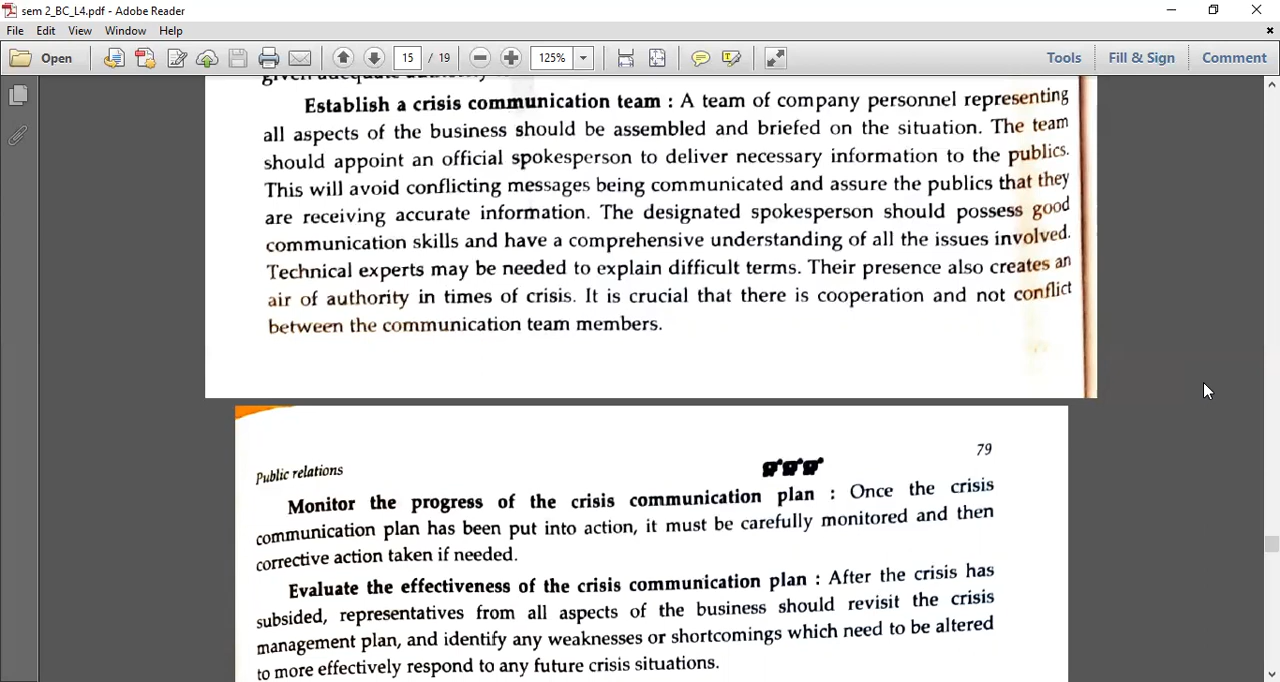 sem 2_BC_L4.pdf - Adobe Reader
File Edit View Window Help
Open 15 / 19 125% Tools Fill & Sign Comment
given adequate
Establish a crisis communication team : A team of company personnel representing
all aspects of the business should be assembled and briefed on the situation. The team
should appoint an official spokesperson to deliver necessary information to the publics.
This will avoid conflicting messages being communicated and assure the publics that they
are receiving accurate information. The designated spokesperson should possess good
communication skills and have a comprehensive understanding of all the issues involved.
Technical experts may be needed to explain difficult terms. Their presence also creates an
air of authority in times of crisis. It is crucial that there is cooperation and not conflict
between the communication team members.
79
Public relations
Monitor the progress of the crisis communication plan : Once the crisis
communication plan has been put into action, it must be carefully monitored and then
corrective action taken if needed.
Evaluate the effectiveness of the crisis communication plan : After the crisis has
subsided, representatives from all aspects of the business should revisit the crisis
management plan, and identify any weaknesses or shortcomings which need to be altered
to more effectively respond to any future crisis situations.